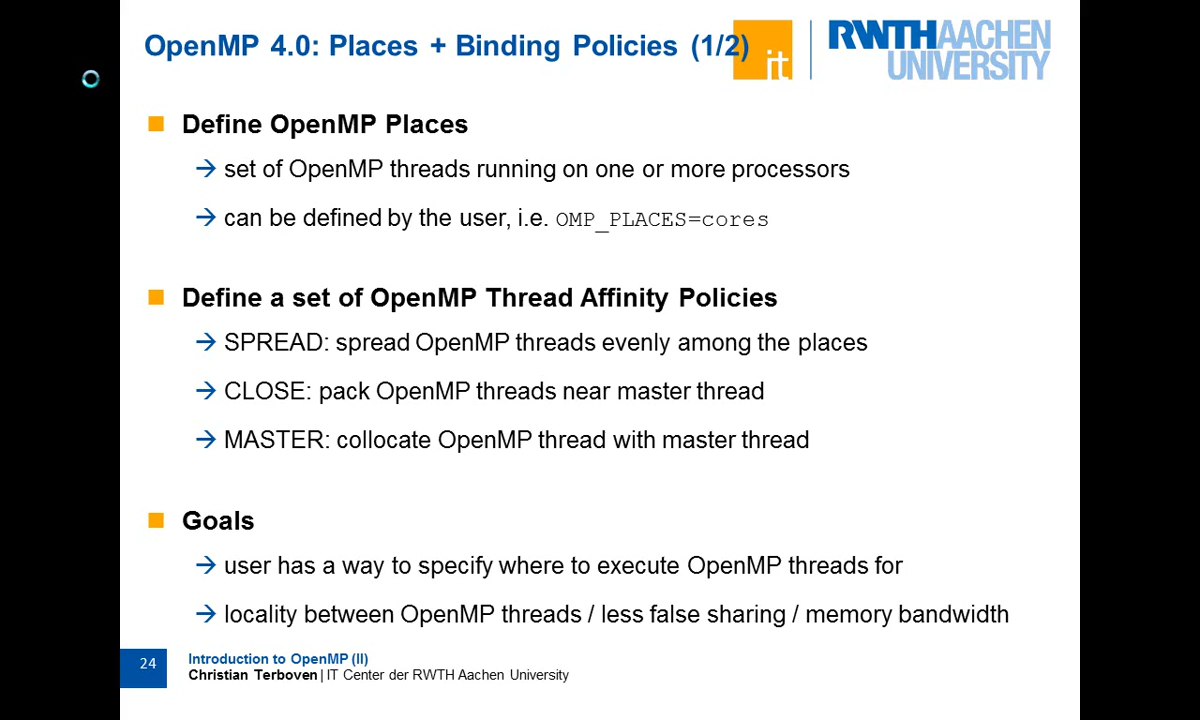 OpenMP 4.0: Places + Binding Policies (1/2)
it
RWTHAACHEN
UNIVERSITY
Define OpenMP Places
→ set of OpenMP threads running on one or more processors
→ can be defined by the user, i.e. OMP_PLACES=cores
Define a set of OpenMP Thread Affinity Policies
→ SPREAD: spread OpenMP threads evenly among the places
→ CLOSE: pack OpenMP threads near master thread
→ MASTER: collocate OpenMP thread with master thread
Goals
→ user has a way to specify where to execute OpenMP threads for
→ locality between OpenMP threads / less false sharing / memory bandwidth
24
Introduction to OpenMP (II)
Christian Terboven | IT Center der RWTH Aachen University